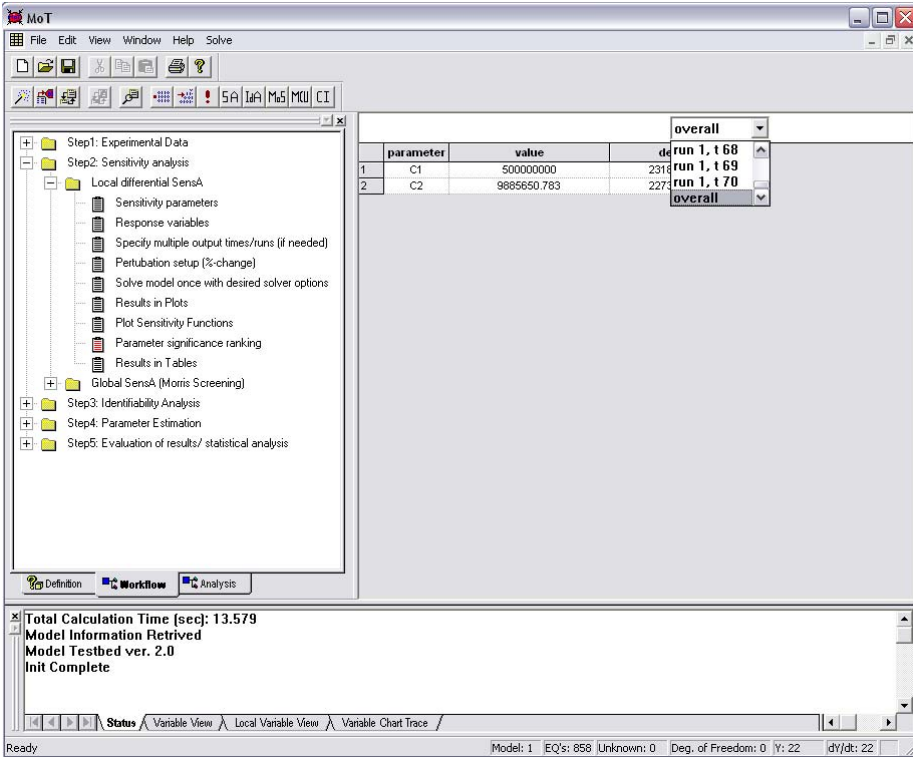 MoT
File Edit View Window Help Solve
SA IdA MoS MCU CI
Step1: Experimental Data
Step2: Sensitivity analysis
Local differential SensA
Sensitivity parameters
Response variables
Specify multiple output times/runs (if needed)
Pertubation setup (%-change)
Solve model once with desired solver options
Results in Plots
Plot Sensitivity Functions
Parameter significance ranking
Results in Tables
Global SensA (Morris Screening)
Step3: Identifiability Analysis
Step4: Parameter Estimation
Step5: Evaluation of results/ statistical analysis
Definition Workflow Analysis
overall
run 1, t 68
run 1, t 69
run 1, t 70
overall
parameter value de
1 C1 500000000 2318
2 C2 9885650.783 2273
Total Calculation Time (sec): 13.579
Model Information Retrived
Model Testbed ver. 2.0
Init Complete
Status Variable View Local Variable View Variable Chart Trace
Ready Model: 1 EQ's: 858 Unknown: 0 Deg. of Freedom: 0 Y: 22 dY/dt: 22